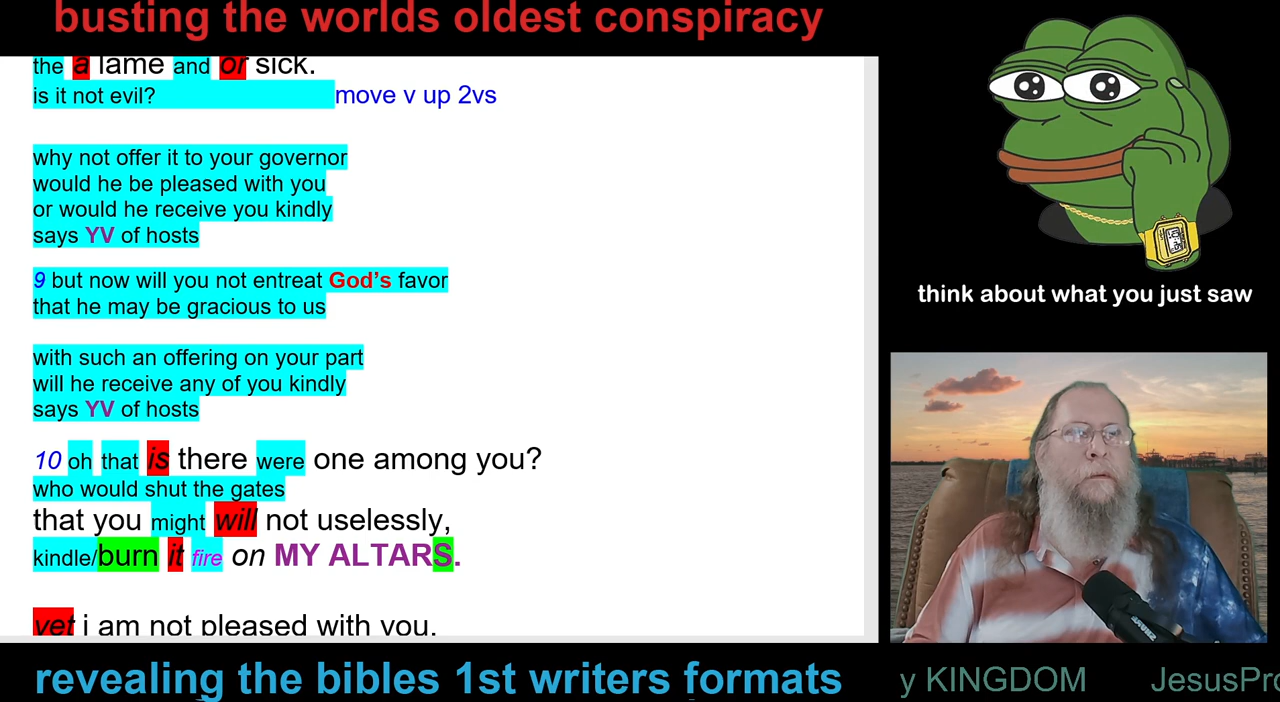 busting the worlds oldest conspiracy
the a lame and or sick.
is it not evil? move v up 2vs
why not offer it to your governor
would he be pleased with you
or would he receive you kindly
says YV of hosts
9 but now will you not entreat God’s favor
that he may be gracious to us
with such an offering on your part
will he receive any of you kindly
says YV of hosts
10 oh that is there were one among you?
who would shut the gates
that you might will not uselessly,
kindle/burn it fire on MY ALTARS.
yet i am not pleased with you.
revealing the bibles 1st writers formats
think about what you just saw
y KINGDOM JesusPro